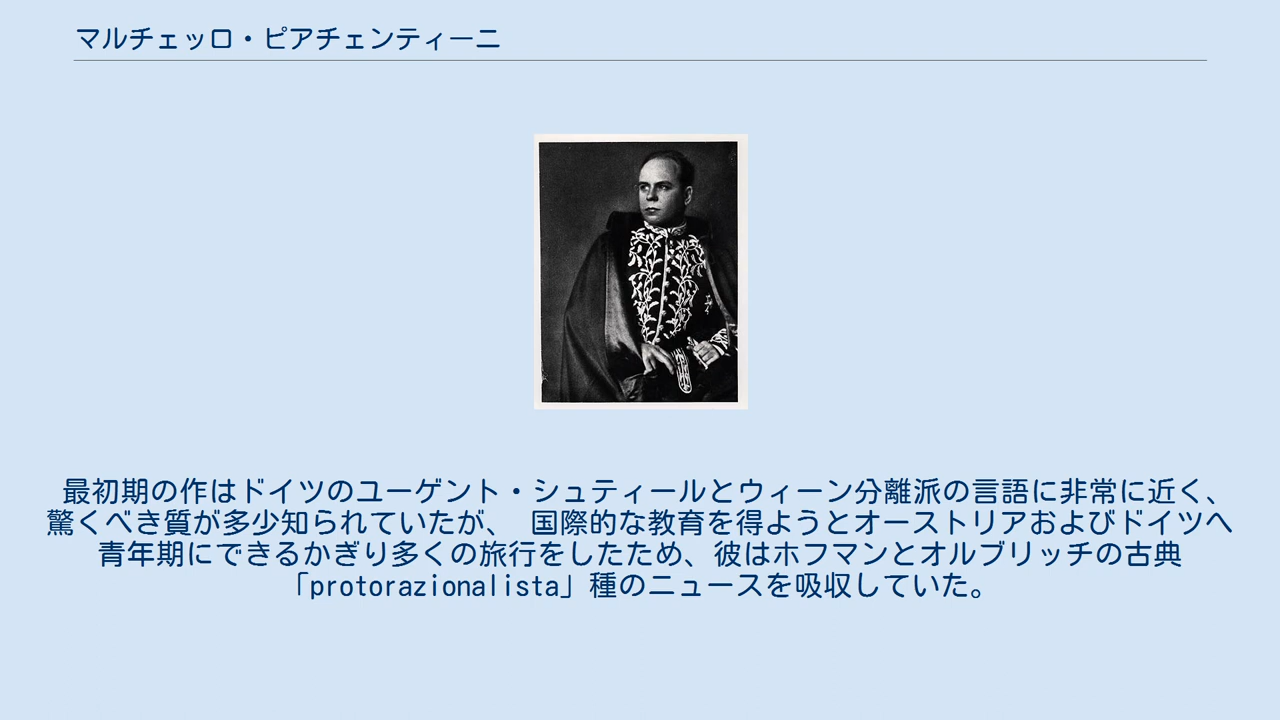 マルチェッロ・ピアチェンティーニ
最初期の作はドイツのユーゲント・シュティールとウィーン分離派の言語に非常に近く、
驚くべき質が多少知られていたが、 国際的な教育を得ようとオーストリアおよびドイツへ
青年期にできるかぎり多くの旅行をしたため、彼はホフマンとオルブリッチの古典
「protorazionalista」種のニュースを吸収していた。